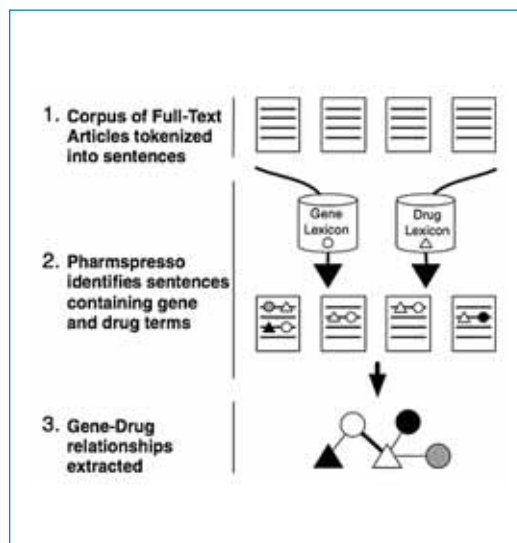 1. Corpus of Full-Text
Articles tokenized
into sentences
Gene
Lexicon
Drug
Lexicon
2. Pharmspresso
identifies sentences
containing gene
and drug terms
3. Gene-Drug
relationships
extracted